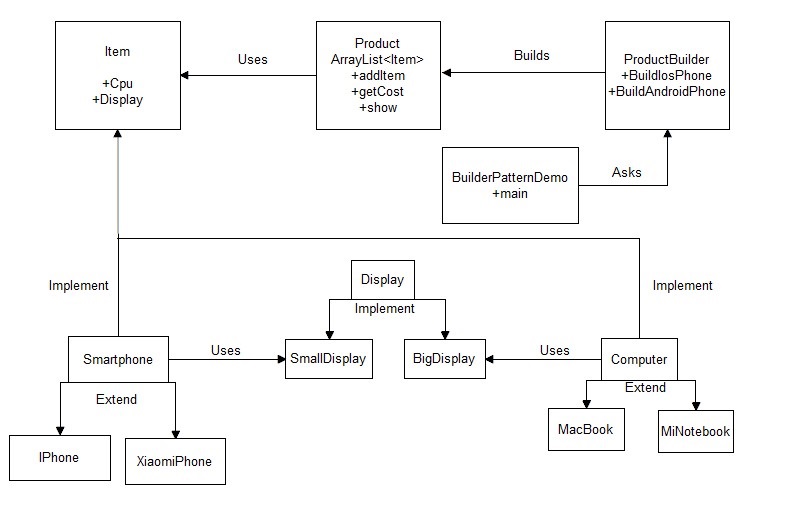 Item
+Cpu
+Display
Uses
Product
ArrayList<Item>
+addItem
+getCost
+show
Builds
ProductBuilder
+BuildIosPhone
+BuildAndroidPhone
BuilderPatternDemo
+main
Asks
Implement
Display
Implement
Implement
Smartphone
Uses
SmallDisplay
BigDisplay
Uses
Computer
Extend
Extend
IPhone
XiaomiPhone
MacBook
MiNotebook